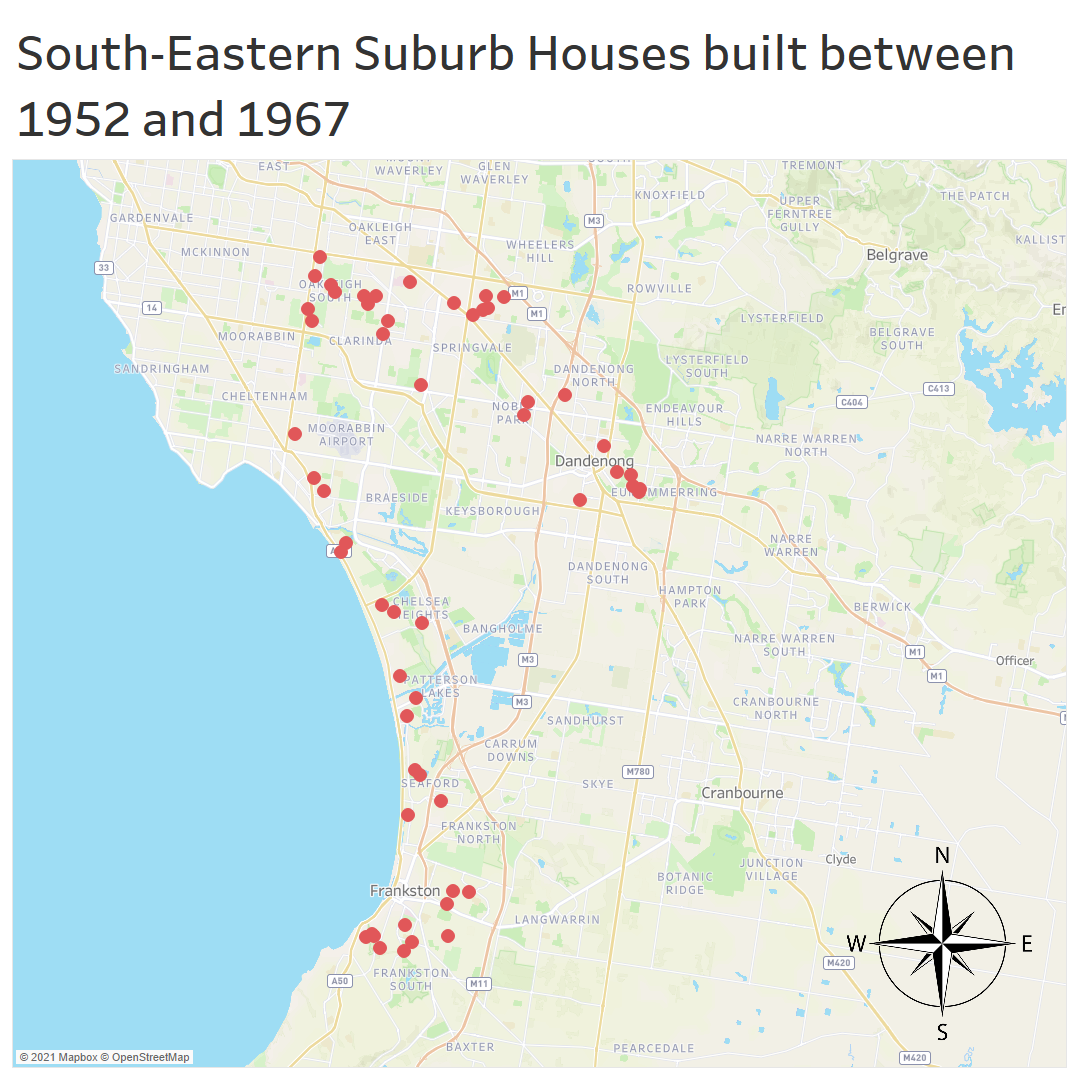 South-Eastern Suburb Houses built between
1952 and 1967
EAST
WAVERLEY
GLEN
WAVERLEY
SOUTH
TREMONT
KNOXFIELD
THE PATCH
UPPER
FERNTREE
GULLY
GARDENVALE
M3
OAKLEIGH
EAST
WHEELERS
HILL
KALLIST
MCKINNON
Belgrave
33
OAKLEIGH
SOUTH
ROWVILLE
M1
14
M1
LYSTERFIELD
MOORABBIN
CLARINDA
SPRINGVALE
BELGRAVE
SOUTH
SANDRINGHAM
DANDENONG
NORTH
LYSTERFIELD
SOUTH
C413
CHELTENHAM
C404
NOBLE
PARK
ENDEAVOUR
HILLS
MOORABBIN
AIRPORT
NARRE WARREN
NORTH
Dandenong
EUMEMMERRING
BRAESIDE
KEYSBOROUGH
NARRE
WARREN
DANDENONG
SOUTH
HAMPTON
PARK
CHELSEA
HEIGHTS
BERWICK
BANGHOLME
NARRE WARREN
SOUTH
M1
M3
Officer
M1
PATTERSON
LAKES
M3
CRANBOURNE
NORTH
SANDHURST
CARRUM
DOWNS
M780
SEAFORD
SKYE
Cranbourne
FRANKSTON
NORTH
Clyde
JUNCTION
VILLAGE
N
BOTANIC
RIDGE
Frankston
LANGWARRIN
W
E
M420
FRANKSTON
SOUTH
A50
M11
S
BAXTER
PEARCEDALE
M420
© 2021 Mapbox © OpenStreetMap